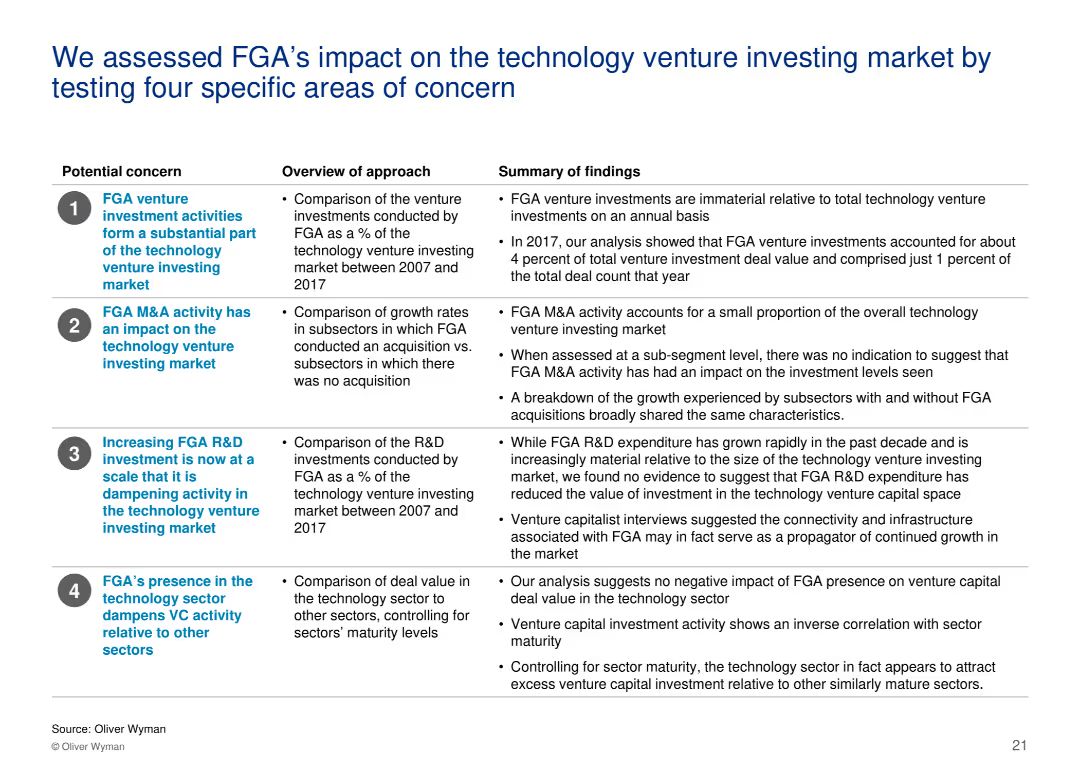 We assessed FGA's impact on the technology venture investing market by
testing four specific areas of concern
Potential concern
Overview of approach
Summary of findings
1
FGA venture
investment activities
form a substantial part
of the technology
venture investing
market
• Comparison of the venture
investments conducted by
FGA as a % of the
technology venture investing
market between 2007 and
2017
• FGA venture investments are immaterial relative to total technology venture
investments on an annual basis
• In 2017, our analysis showed that FGA venture investments accounted for about
4 percent of total venture investment deal value and comprised just 1 percent of
the total deal count that year
2
FGA M&A activity has
an impact on the
technology venture
investing market
• Comparison of growth rates
in subsectors in which FGA
conducted an acquisition vs.
subsectors in which there
was no acquisition
• FGA M&A activity accounts for a small proportion of the overall technology
venture investing market
• When assessed at a sub-segment level, there was no indication to suggest that
FGA M&A activity has had an impact on the investment levels seen
• A breakdown of the growth experienced by subsectors with and without FGA
acquisitions broadly shared the same characteristics.
3
Increasing FGA R&D
investment is now at a
scale that it is
dampening activity in
the technology venture
investing market
• Comparison of the R&D
investments conducted by
FGA as a % of the
technology venture investing
market between 2007 and
2017
• While FGA R&D expenditure has grown rapidly in the past decade and is
increasingly material relative to the size of the technology venture investing
market, we found no evidence to suggest that FGA R&D expenditure has
reduced the value of investment in the technology venture capital space
• Venture capitalist interviews suggested the connectivity and infrastructure
associated with FGA may in fact serve as a propagator of continued growth in
the market
4
FGA's presence in the
technology sector
dampens VC activity
relative to other
sectors
• Comparison of deal value in
the technology sector to
other sectors, controlling for
sectors' maturity levels
• Our analysis suggests no negative impact of FGA presence on venture capital
deal value in the technology sector
• Venture capital investment activity shows an inverse correlation with sector
maturity
• Controlling for sector maturity, the technology sector in fact appears to attract
excess venture capital investment relative to other similarly mature sectors.
Source: Oliver Wyman
© Oliver Wyman
21